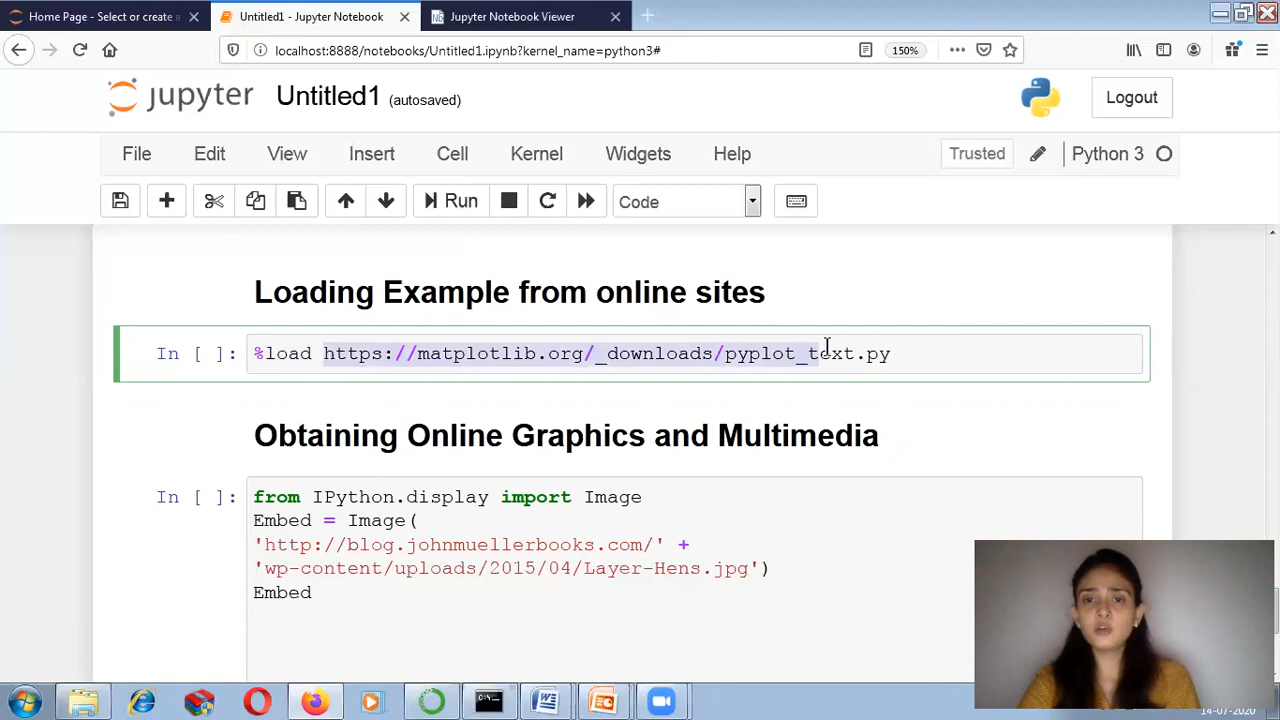 Home Page - Select or create a
Untitled1 - Jupyter Notebook
Jupyter Notebook Viewer
localhost:8888/notebooks/Untitled1.ipynb?kernel_name=python3#
150%
jupyter Untitled1 (autosaved)
Logout
File Edit View Insert Cell Kernel Widgets Help
Trusted
Python 3
Run
Code
Loading Example from online sites
In [ ]: %load https://matplotlib.org/_downloads/pyplot_text.py
Obtaining Online Graphics and Multimedia
In [ ]: from IPython.display import Image
Embed = Image(
'http://blog.johnmuellerbooks.com/' +
'wp-content/uploads/2015/04/Layer-Hens.jpg')
Embed
14-07-2020